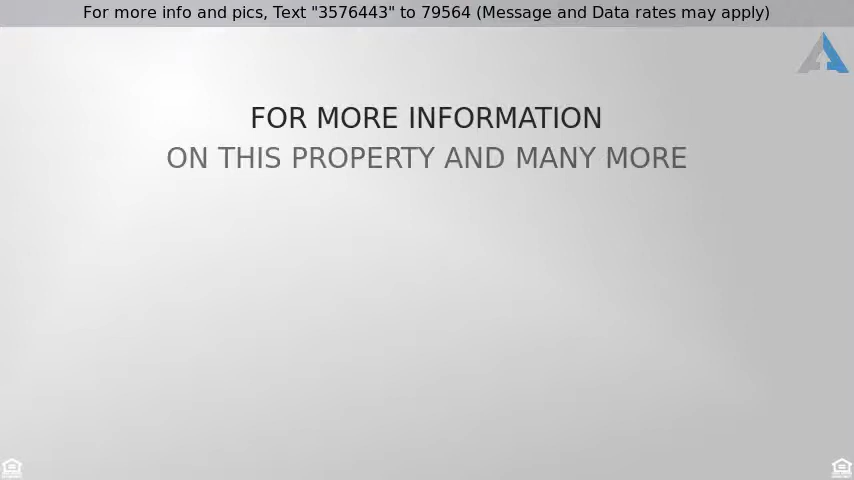 For more info and pics, Text "3576443" to 79564 (Message and Data rates may apply)
FOR MORE INFORMATION
ON THIS PROPERTY AND MANY MORE